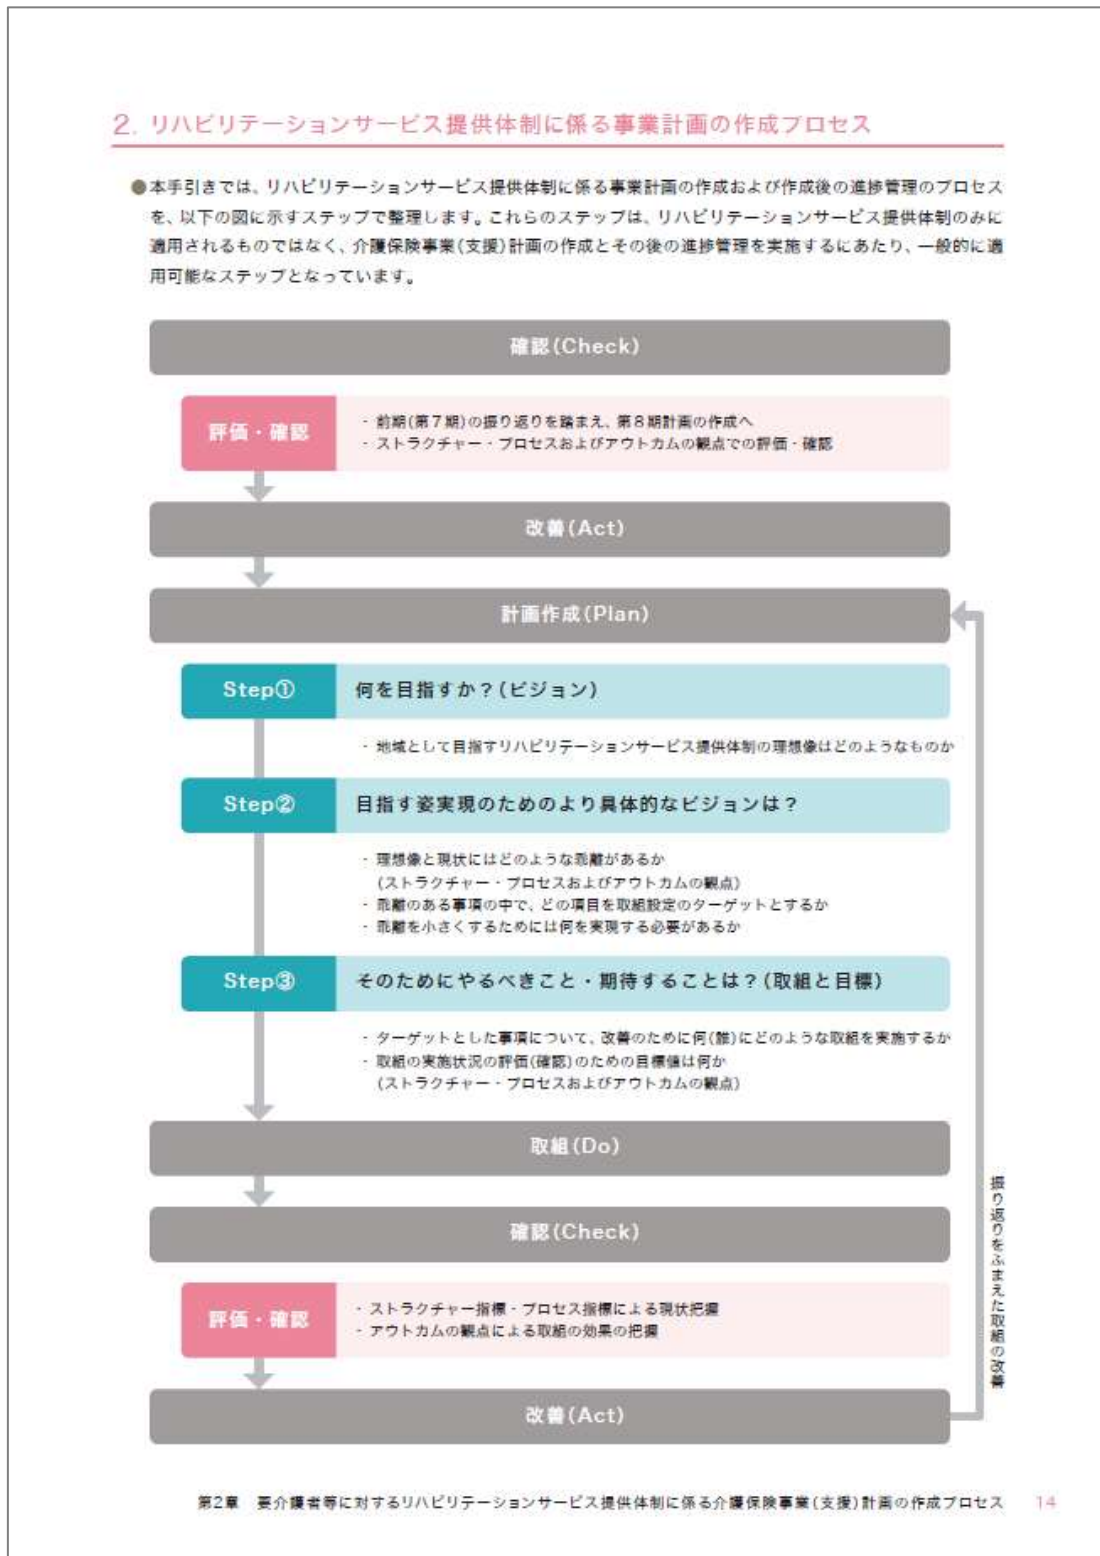 2. リハビリテーションサービス提供体制に係る事業計画の作成プロセス
●本手引きでは、リハビリテーションサービス提供体制に係る事業計画の作成および作成後の進捗管理のプロセス
を、以下の図に示すステップで整理します。これらのステップは、リハビリテーションサービス提供体制のみに
適用されるものではなく、介護保険事業(支援)計画の作成とその後の進捗管理を実施するにあたり、一般的に適
用可能なステップとなっています。
確認(Check)
評価・確認
- 前期(第7期)の振り返りを踏まえ、第8期計画の作成へ
- ストラクチャー・プロセスおよびアウトカムの観点での評価・確認
改善(Act)
計画作成(Plan)
Step①
何を目指すか？(ビジョン)
- 地域として目指すリハビリテーションサービス提供体制の理想像はどのようなものか
Step②
目指す姿実現のためのより具体的なビジョンは？
- 理想像と現状にはどのような乖離があるか
(ストラクチャー・プロセスおよびアウトカムの観点)
- 乖離のある事項の中で、どの項目を取組設定のターゲットとするか
- 乖離を小さくするためには何を実現する必要があるか
Step③
そのためにやるべきこと・期待することは？(取組と目標)
- ターゲットとした事項について、改善のために何(誰)にどのような取組を実施するか
- 取組の実施状況の評価(確認)のための目標値は何か
(ストラクチャー・プロセスおよびアウトカムの観点)
取組(Do)
確認(Check)
評価・確認
- ストラクチャー指標・プロセス指標による現状把握
- アウトカムの観点による取組の効果の把握
改善(Act)
振り返りをふまえた取組の改善
第2章　要介護者等に対するリハビリテーションサービス提供体制に係る介護保険事業(支援)計画の作成プロセス　14